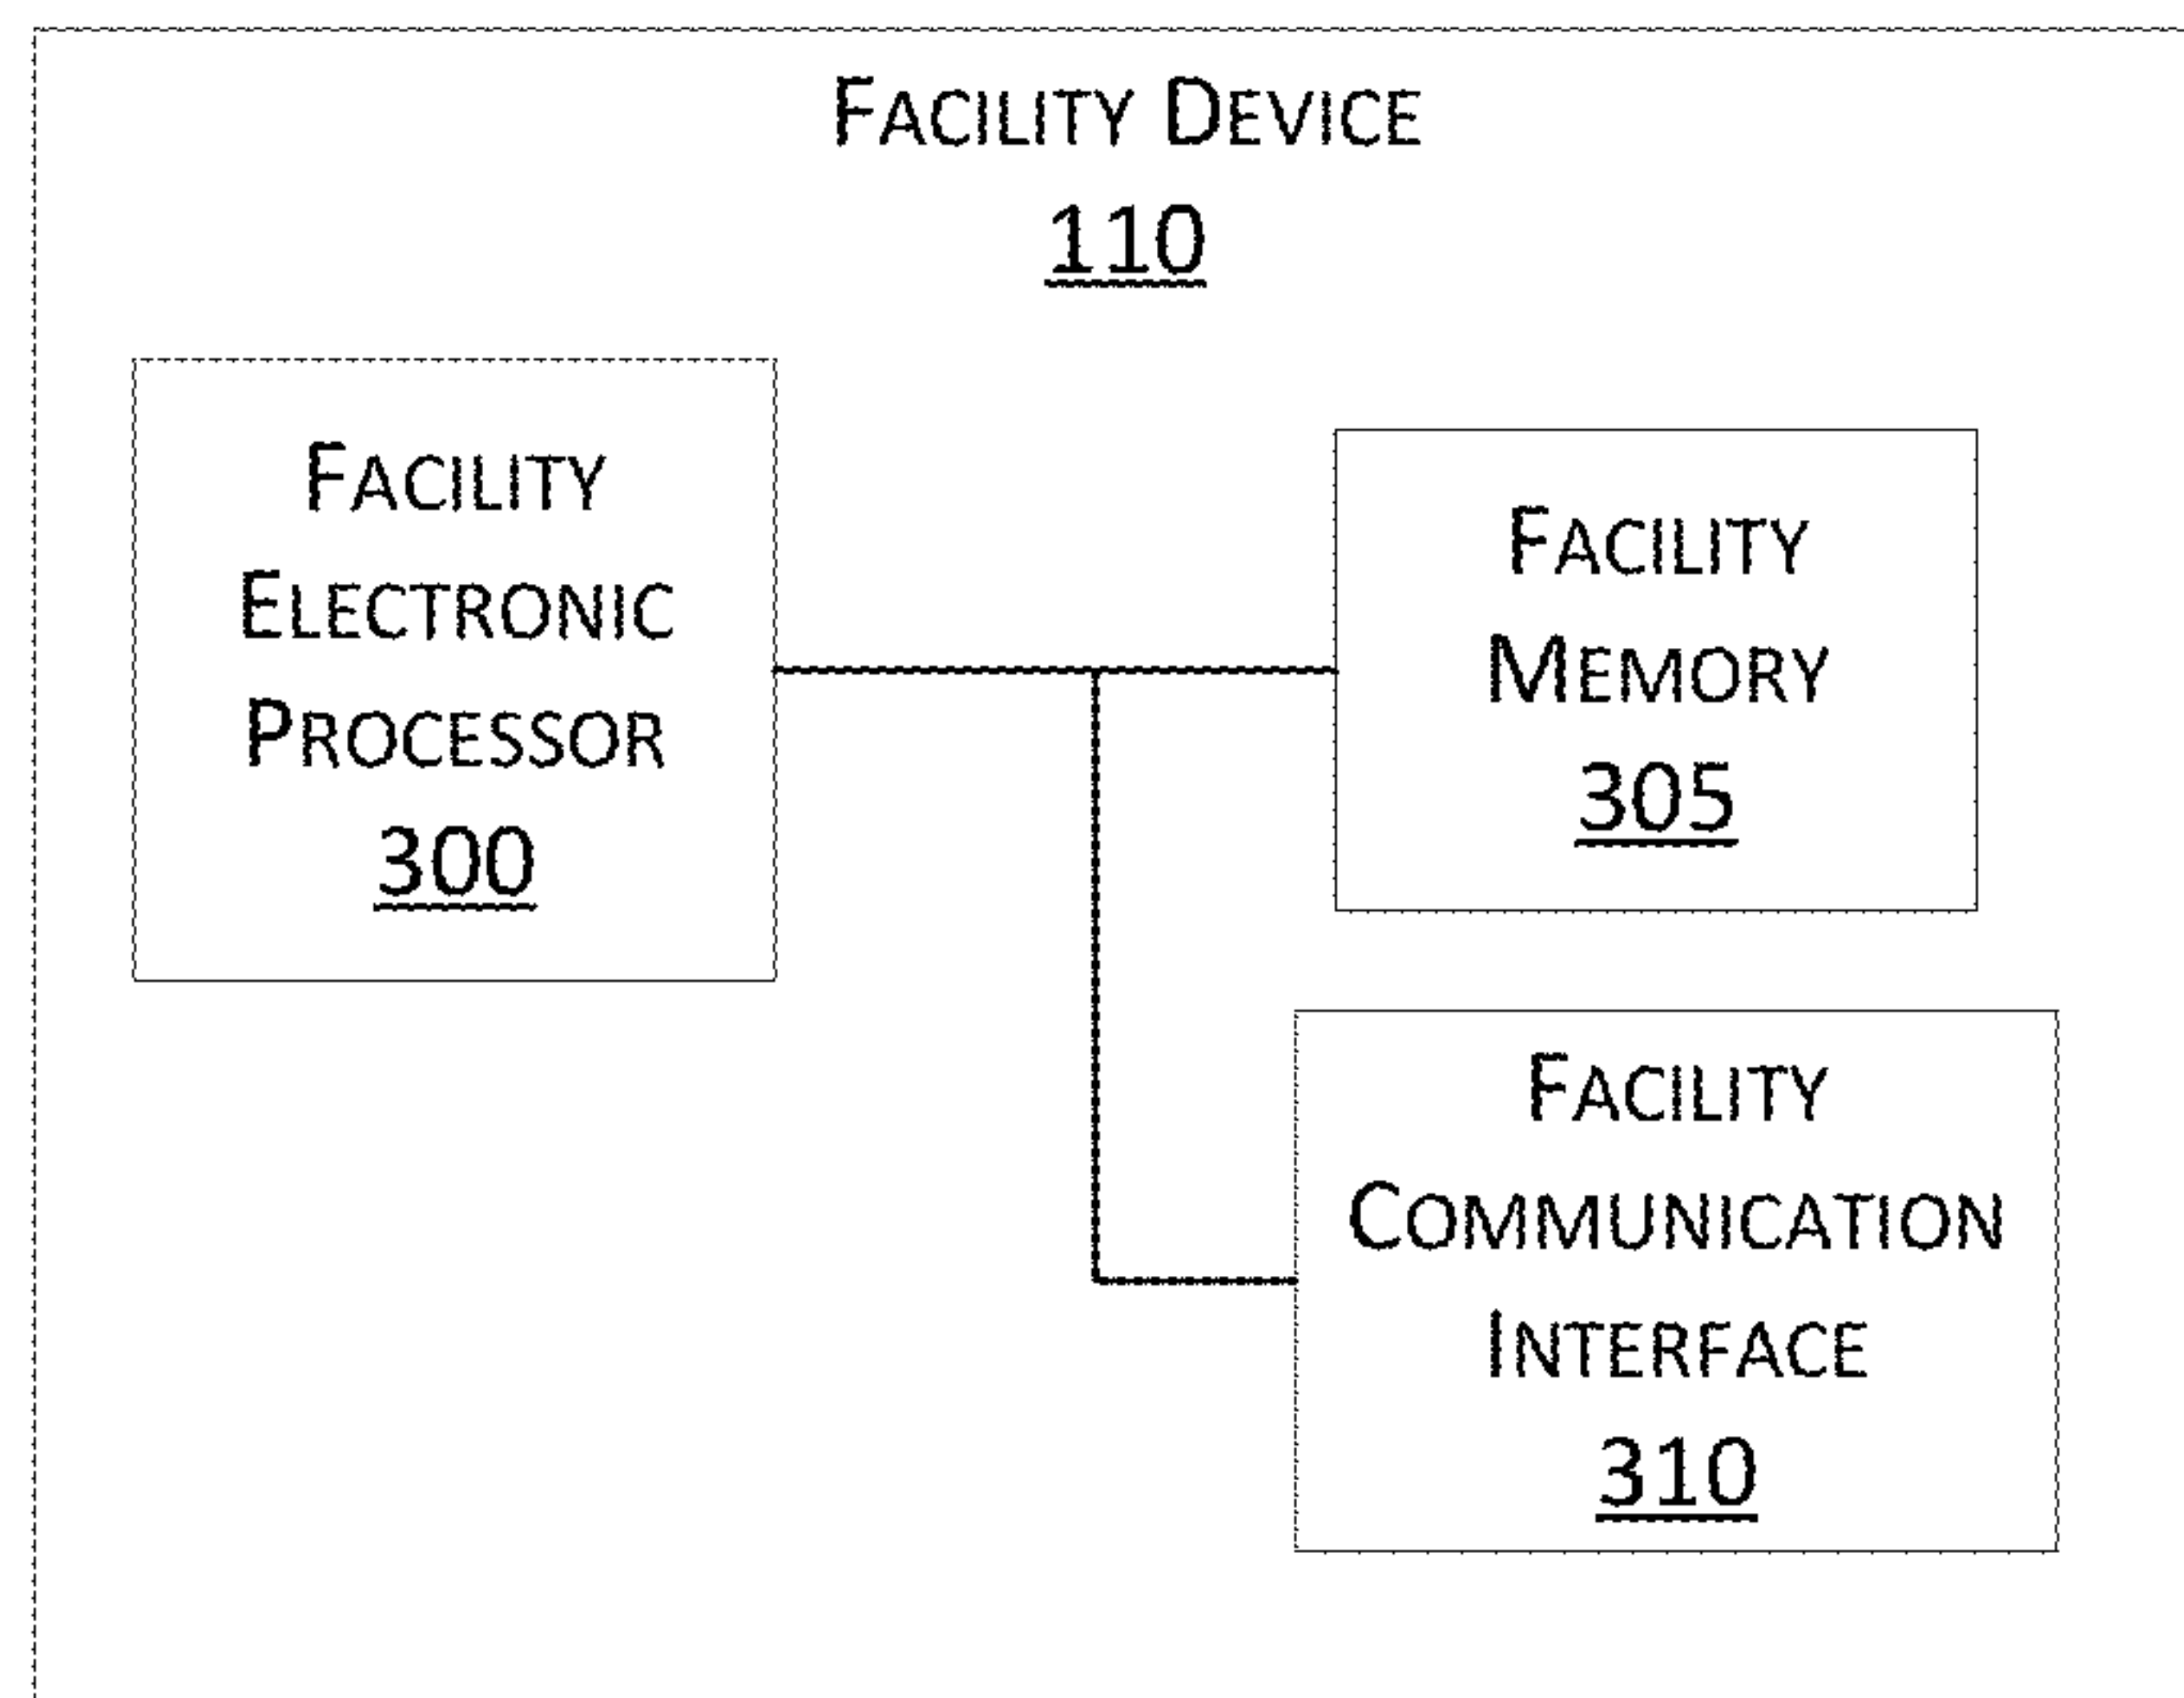 FACILITY DEVICE
110
FACILITY
ELECTRONIC
PROCESSOR
300
FACILITY
MEMORY
305
FACILITY
COMMUNICATION
INTERFACE
310